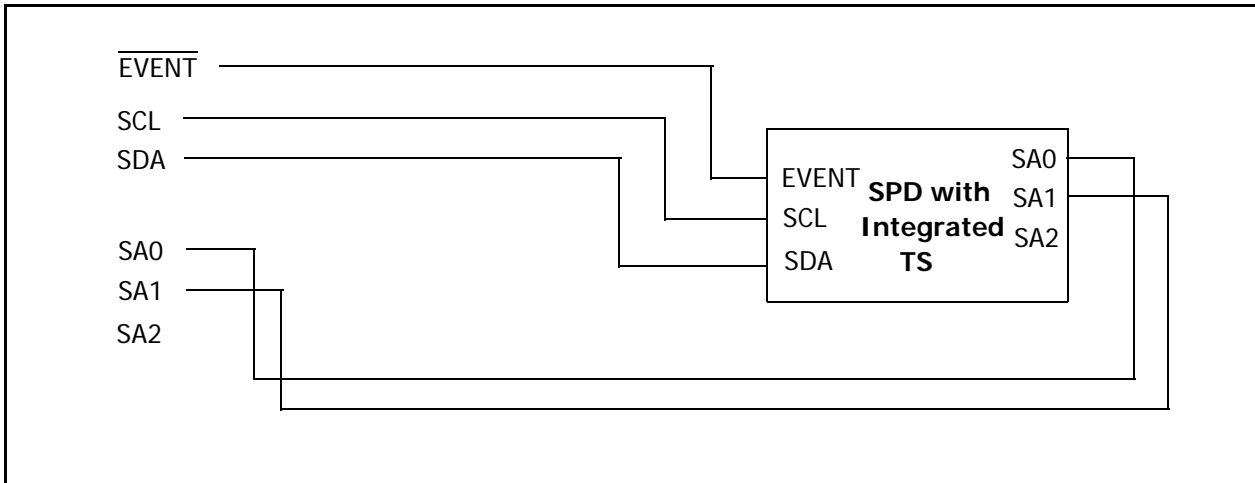 EVENT
SCL
SDA
SA0
SA1
SA2
EVENT
SCL
SDA
SPD with
Integrated
TS
SA0
SA1
SA2